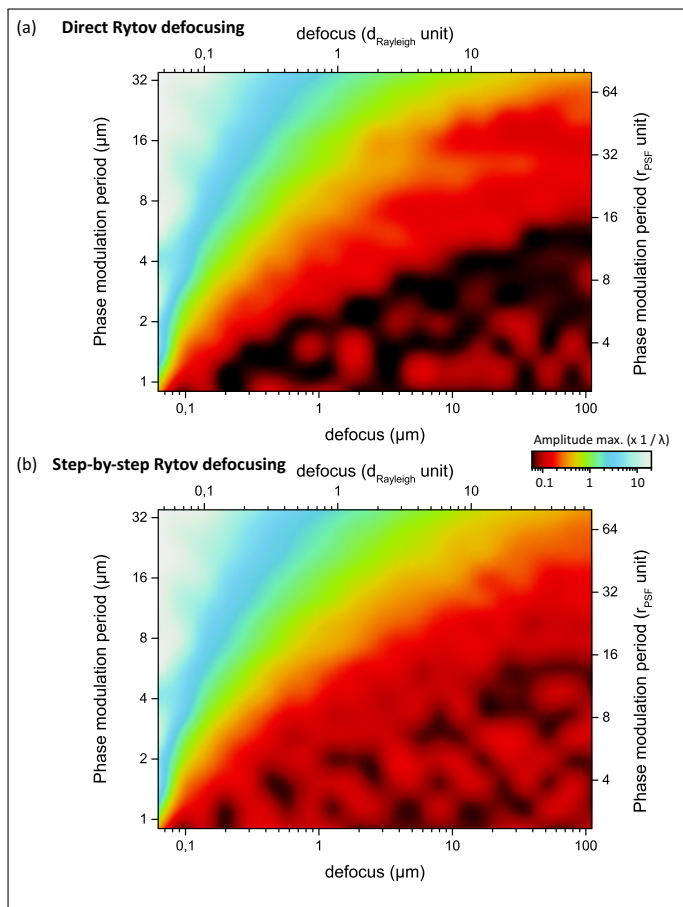 (a) Direct Rytov defocusing
defocus (dRayleigh unit)
0,1 1 10
Phase modulation period (µm)
32
16
8
4
2
1
64
32
16
8
4
Phase modulation period (rPSF unit)
0,1 1 10 100
defocus (µm)
Amplitude max. (x 1 / λ)
0.1 1 10
(b) Step-by-step Rytov defocusing
defocus (dRayleigh unit)
0,1 1 10
Phase modulation period (µm)
32
16
8
4
2
1
64
32
16
8
4
Phase modulation period (rPSF unit)
0,1 1 10 100
defocus (µm)